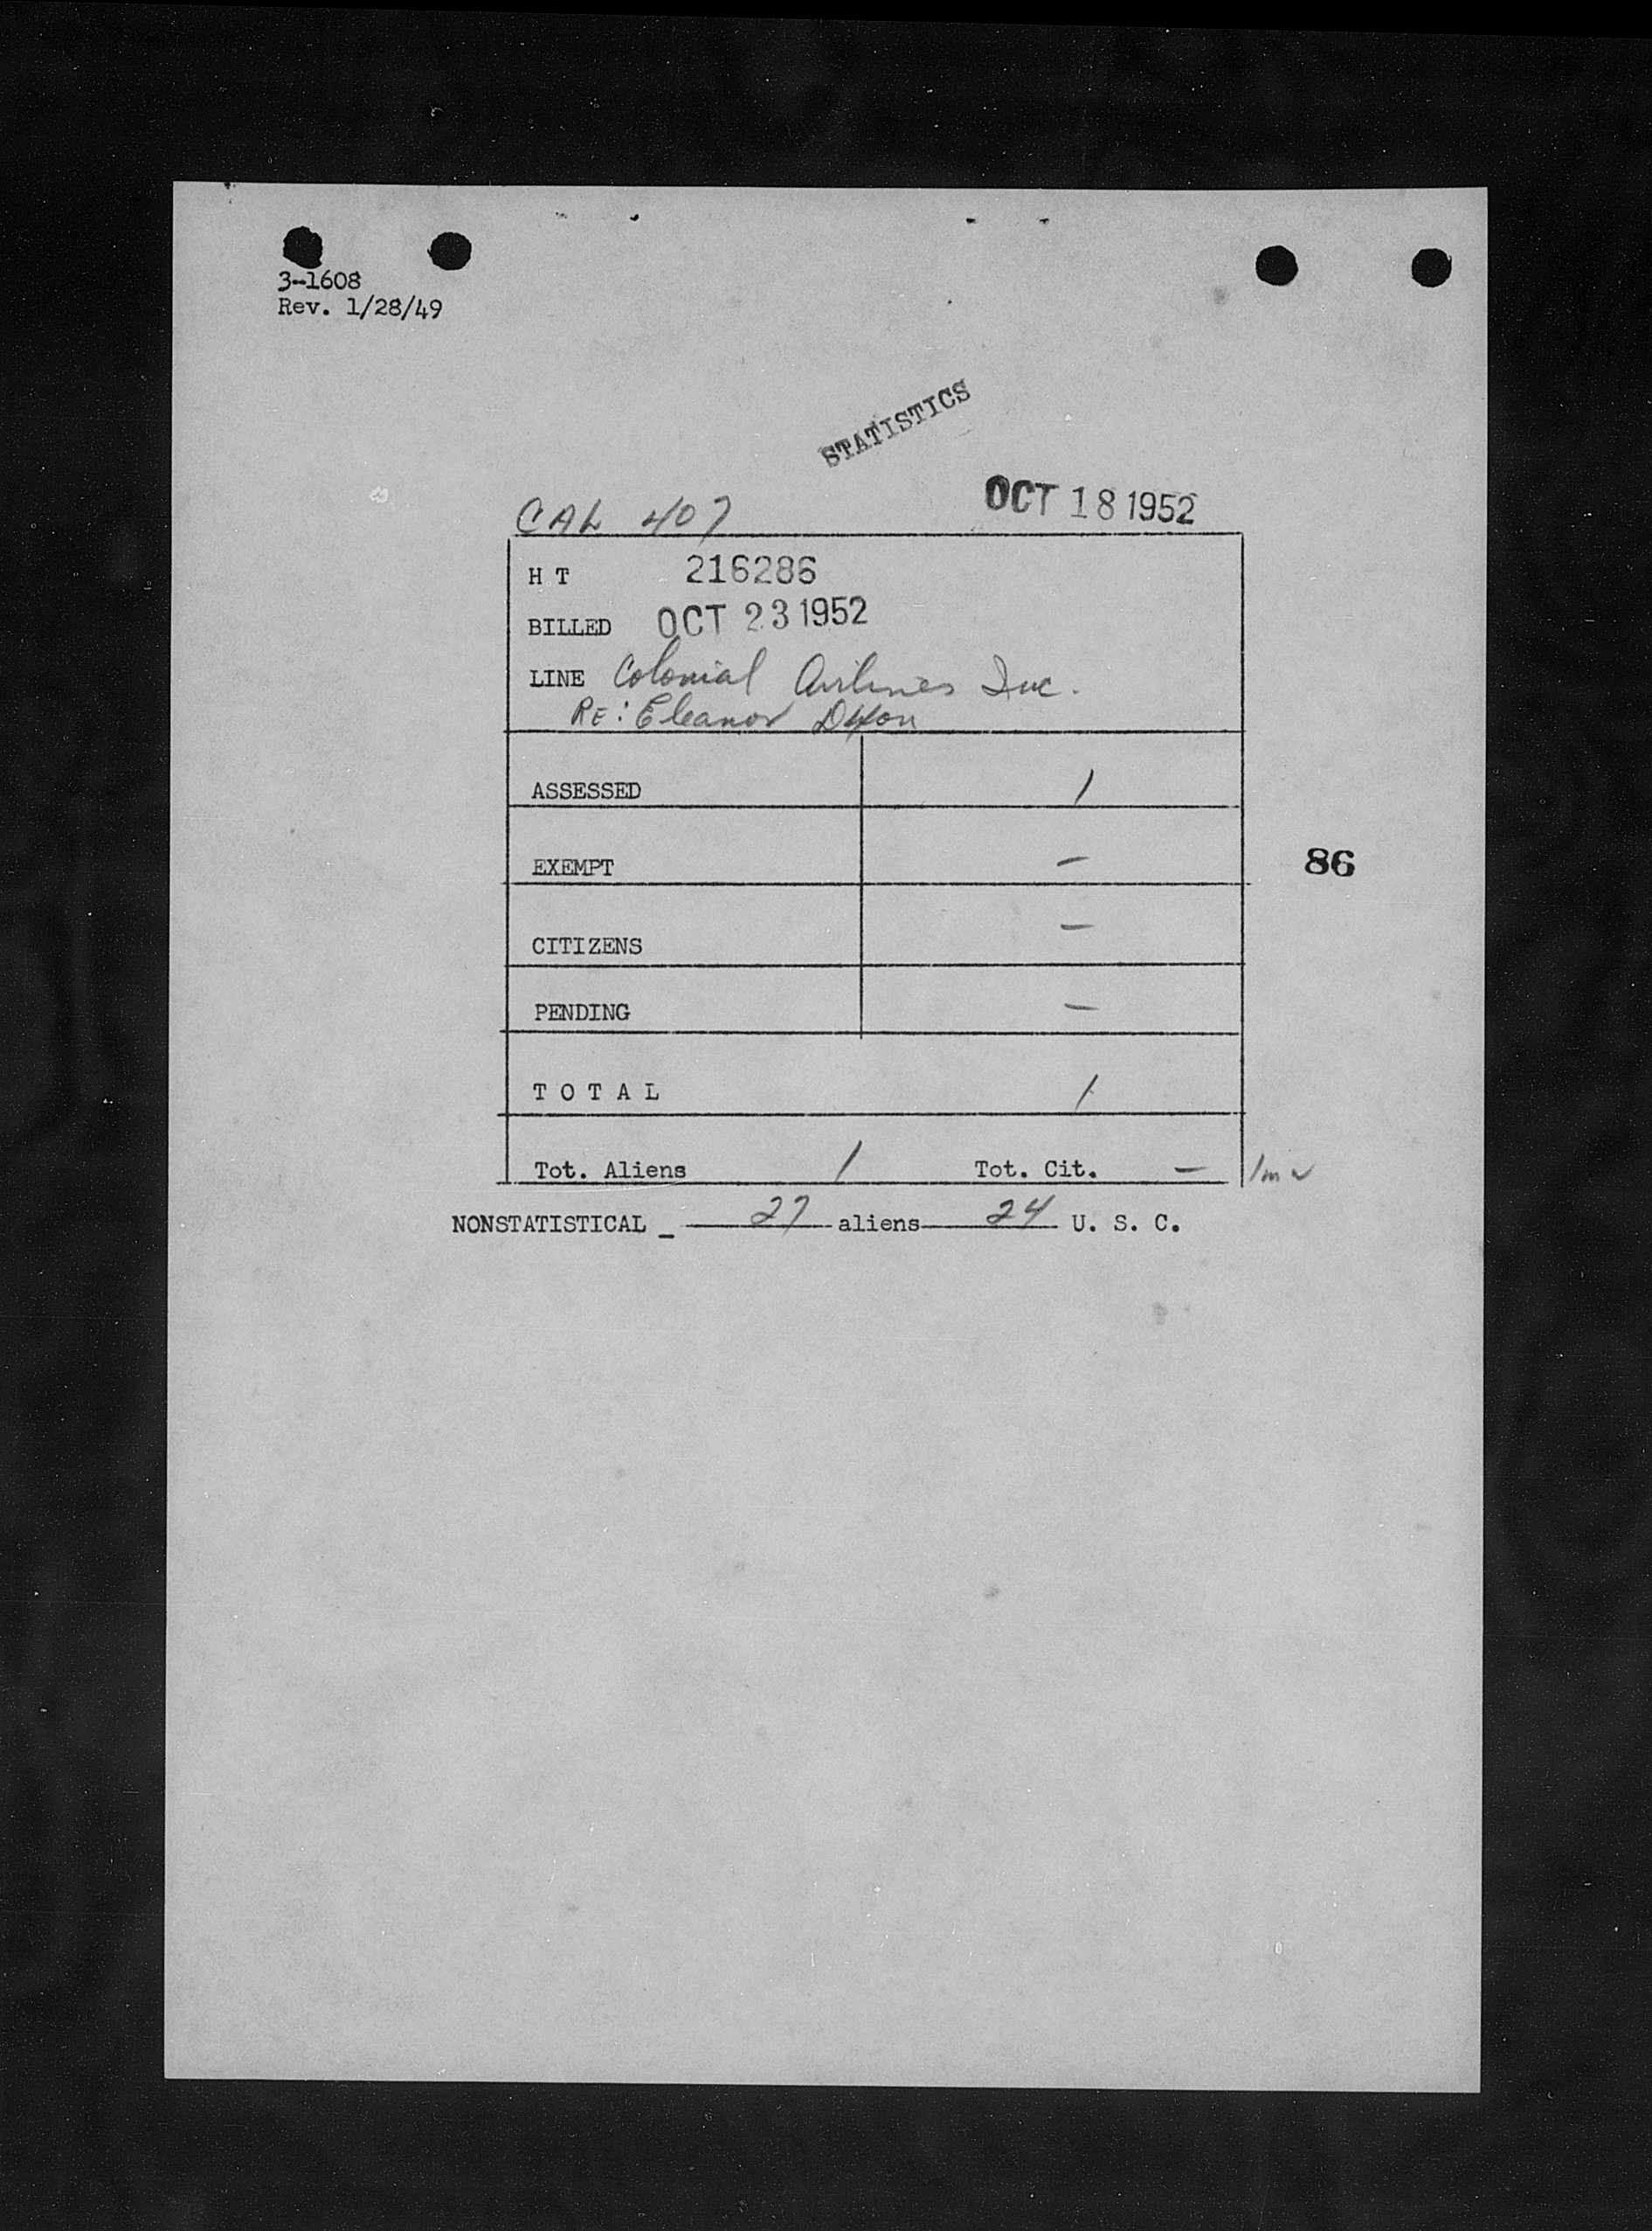 3-1608
Rev. 1/28/49
STATISTICS
CAL 407
OCT 18 1952
H T 216286
BILLED OCT 23 1952
LINE Colonial Airlines Inc.
RE: Eleanor Dyon
ASSESSED 1
EXEMPT -
86
CITIZENS -
PENDING -
T O T A L 1
Tot. Aliens 1 Tot. Cit. -
NONSTATISTICAL _ 27 aliens 24 U. S. C.